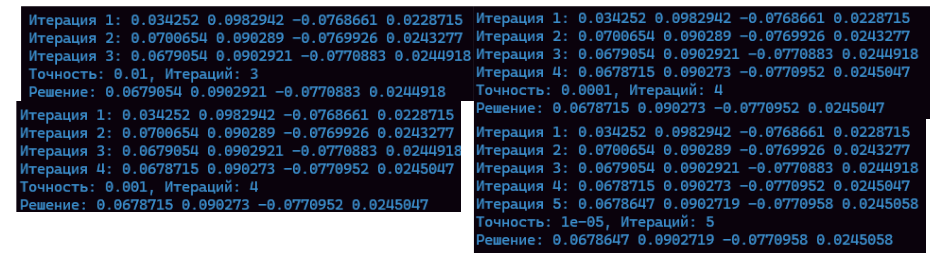 Итерация 1: 0.034252 0.0982942 -0.0768661 0.0228715
Итерация 2: 0.0700654 0.090289 -0.0769926 0.0243277
Итерация 3: 0.0679054 0.0902921 -0.0770883 0.0244918
Точность: 0.01, Итераций: 3
Решение: 0.0679054 0.0902921 -0.0770883 0.0244918
Итерация 1: 0.034252 0.0982942 -0.0768661 0.0228715
Итерация 2: 0.0700654 0.090289 -0.0769926 0.0243277
Итерация 3: 0.0679054 0.0902921 -0.0770883 0.0244918
Итерация 4: 0.0678715 0.090273 -0.0770952 0.0245047
Точность: 0.001, Итераций: 4
Решение: 0.0678715 0.090273 -0.0770952 0.0245047
Итерация 1: 0.034252 0.0982942 -0.0768661 0.0228715
Итерация 2: 0.0700654 0.090289 -0.0769926 0.0243277
Итерация 3: 0.0679054 0.0902921 -0.0770883 0.0244918
Итерация 4: 0.0678715 0.090273 -0.0770952 0.0245047
Точность: 0.0001, Итераций: 4
Решение: 0.0678715 0.090273 -0.0770952 0.0245047
Итерация 1: 0.034252 0.0982942 -0.0768661 0.0228715
Итерация 2: 0.0700654 0.090289 -0.0769926 0.0243277
Итерация 3: 0.0679054 0.0902921 -0.0770883 0.0244918
Итерация 4: 0.0678715 0.090273 -0.0770952 0.0245047
Итерация 5: 0.0678647 0.0902719 -0.0770958 0.0245058
Точность: 1e-05, Итераций: 5
Решение: 0.0678647 0.0902719 -0.0770958 0.0245058